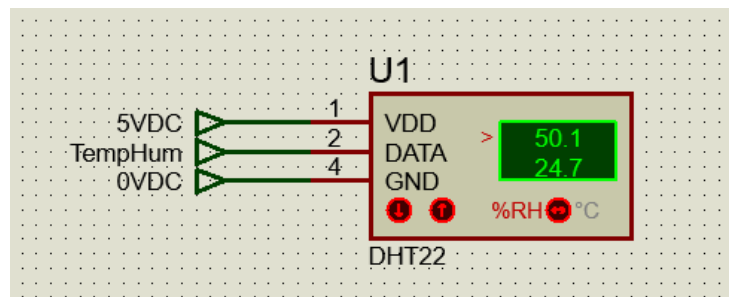 U1
5VDC 1 VDD
TempHum 2 DATA
0VDC 4 GND
> 50.1
24.7
%RH °C
DHT22